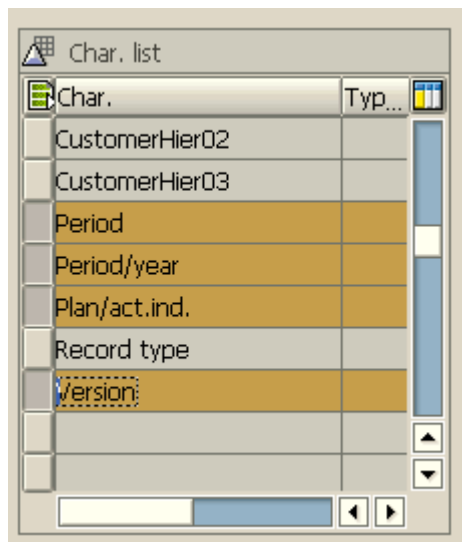 Char. list
Char. Typ...
CustomerHier02
CustomerHier03
Period
Period/year
Plan/act.ind.
Record type
Version